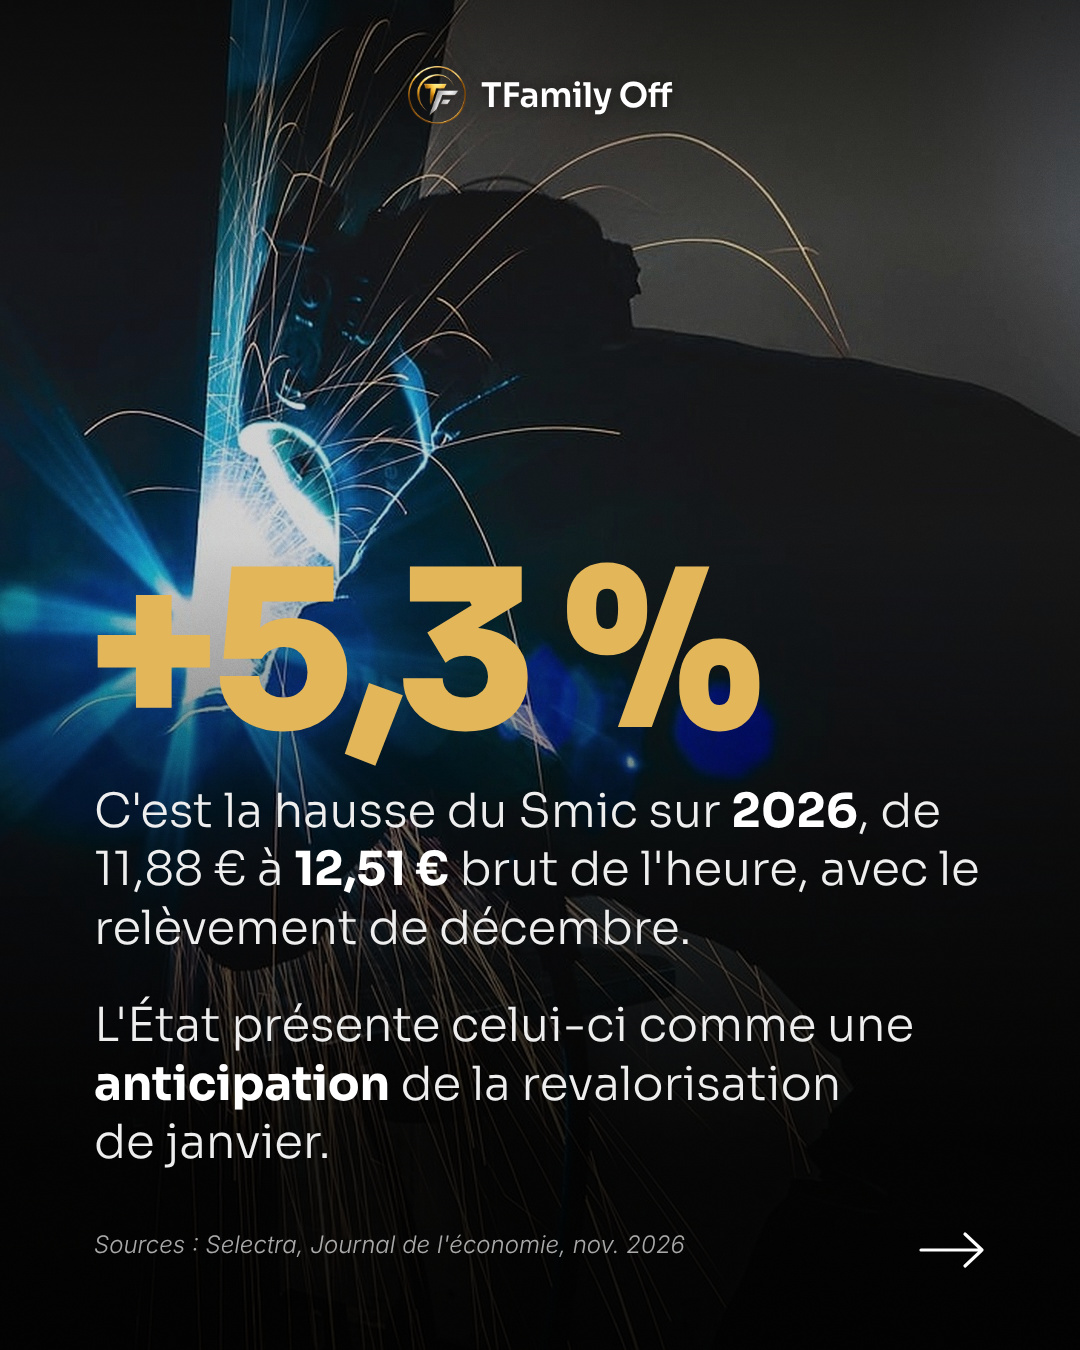 TFamily Off
+5,3 %
C'est la hausse du Smic sur 2026, de
11,88 € à 12,51 € brut de l'heure, avec le
relèvement de décembre.
L'État présente celui-ci comme une
anticipation de la revalorisation
de janvier.
Sources : Selectra, Journal de l'économie, nov. 2026